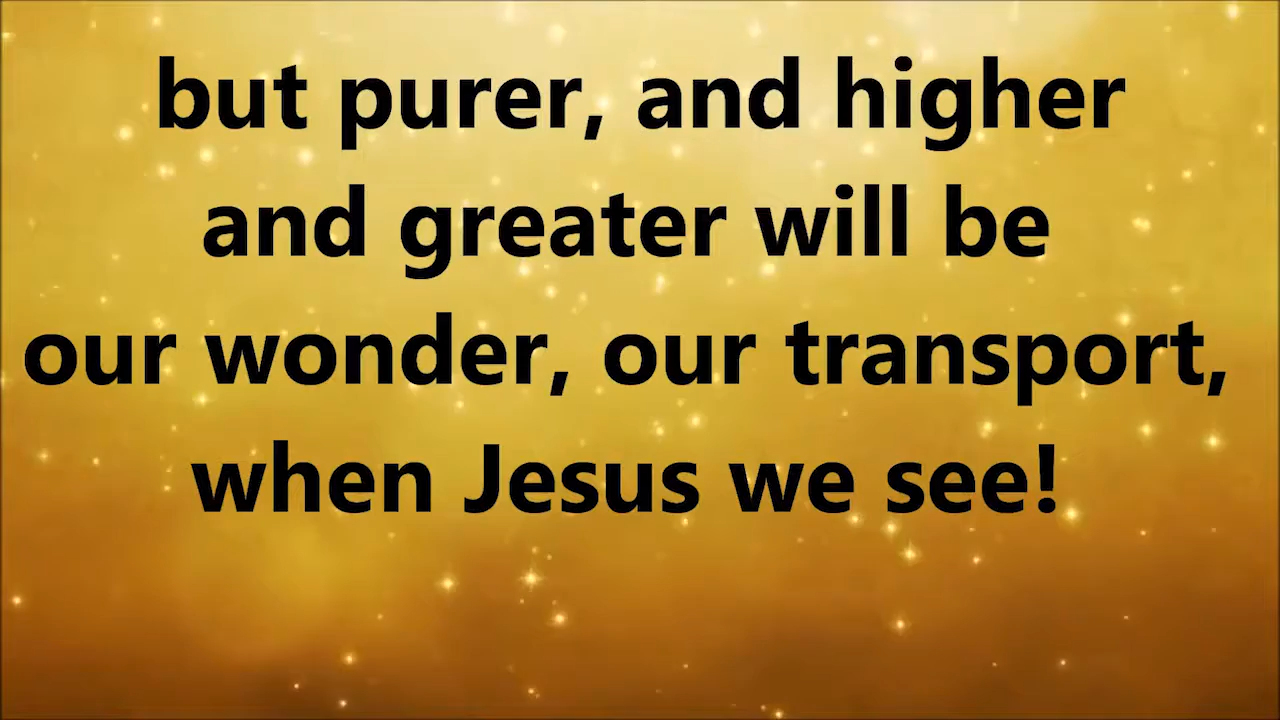 but purer, and higher
and greater will be
our wonder, our transport,
when Jesus we see!